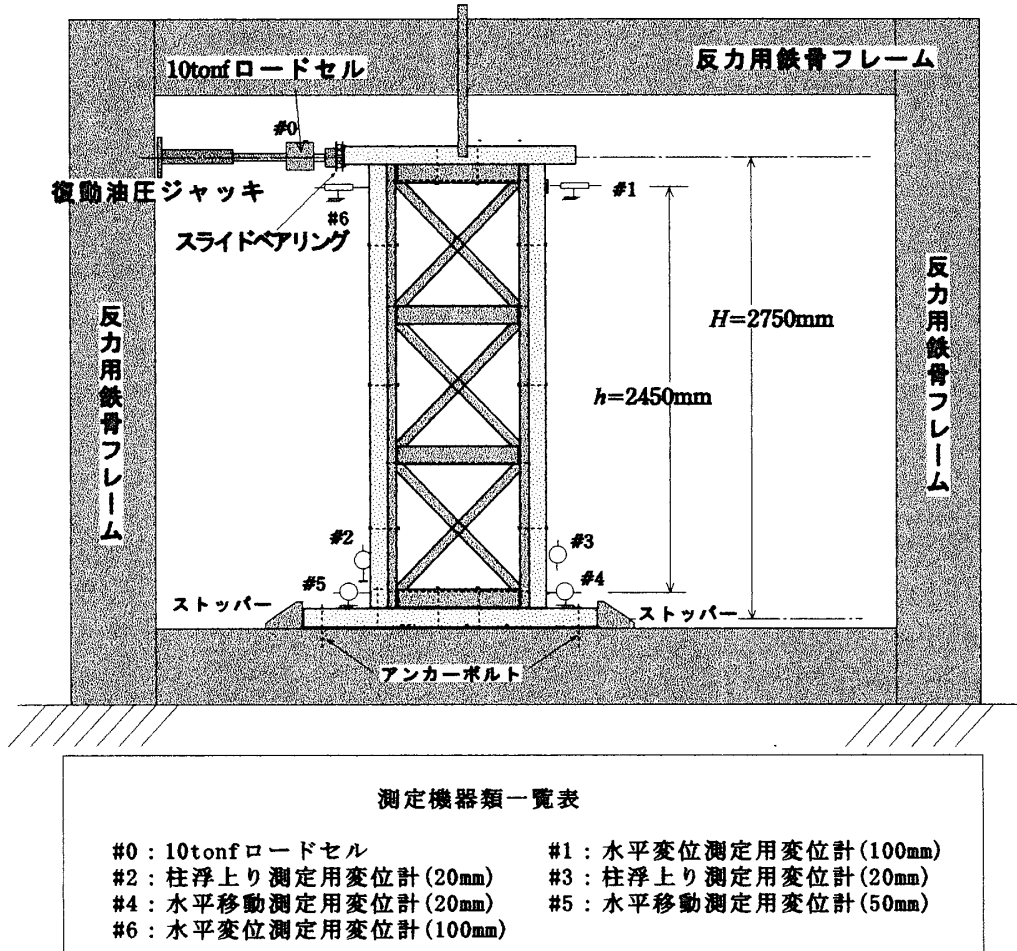 反力用鉄骨フレーム
10tonfロードセル
#0
復動油圧ジャッキ
#6
#1
スライドベアリング
反力用鉄骨フレーム
反力用鉄骨フレーム
H=2750mm
h=2450mm
#2
#3
#5
#4
ストッパー
ストッパー
アンカーボルト
測定機器類一覧表
#0：10tonfロードセル
#1：水平変位測定用変位計(100mm)
#2：柱浮上り測定用変位計(20mm)
#3：柱浮上り測定用変位計(20mm)
#4：水平移動測定用変位計(20mm)
#5：水平移動測定用変位計(50mm)
#6：水平変位測定用変位計(100mm)